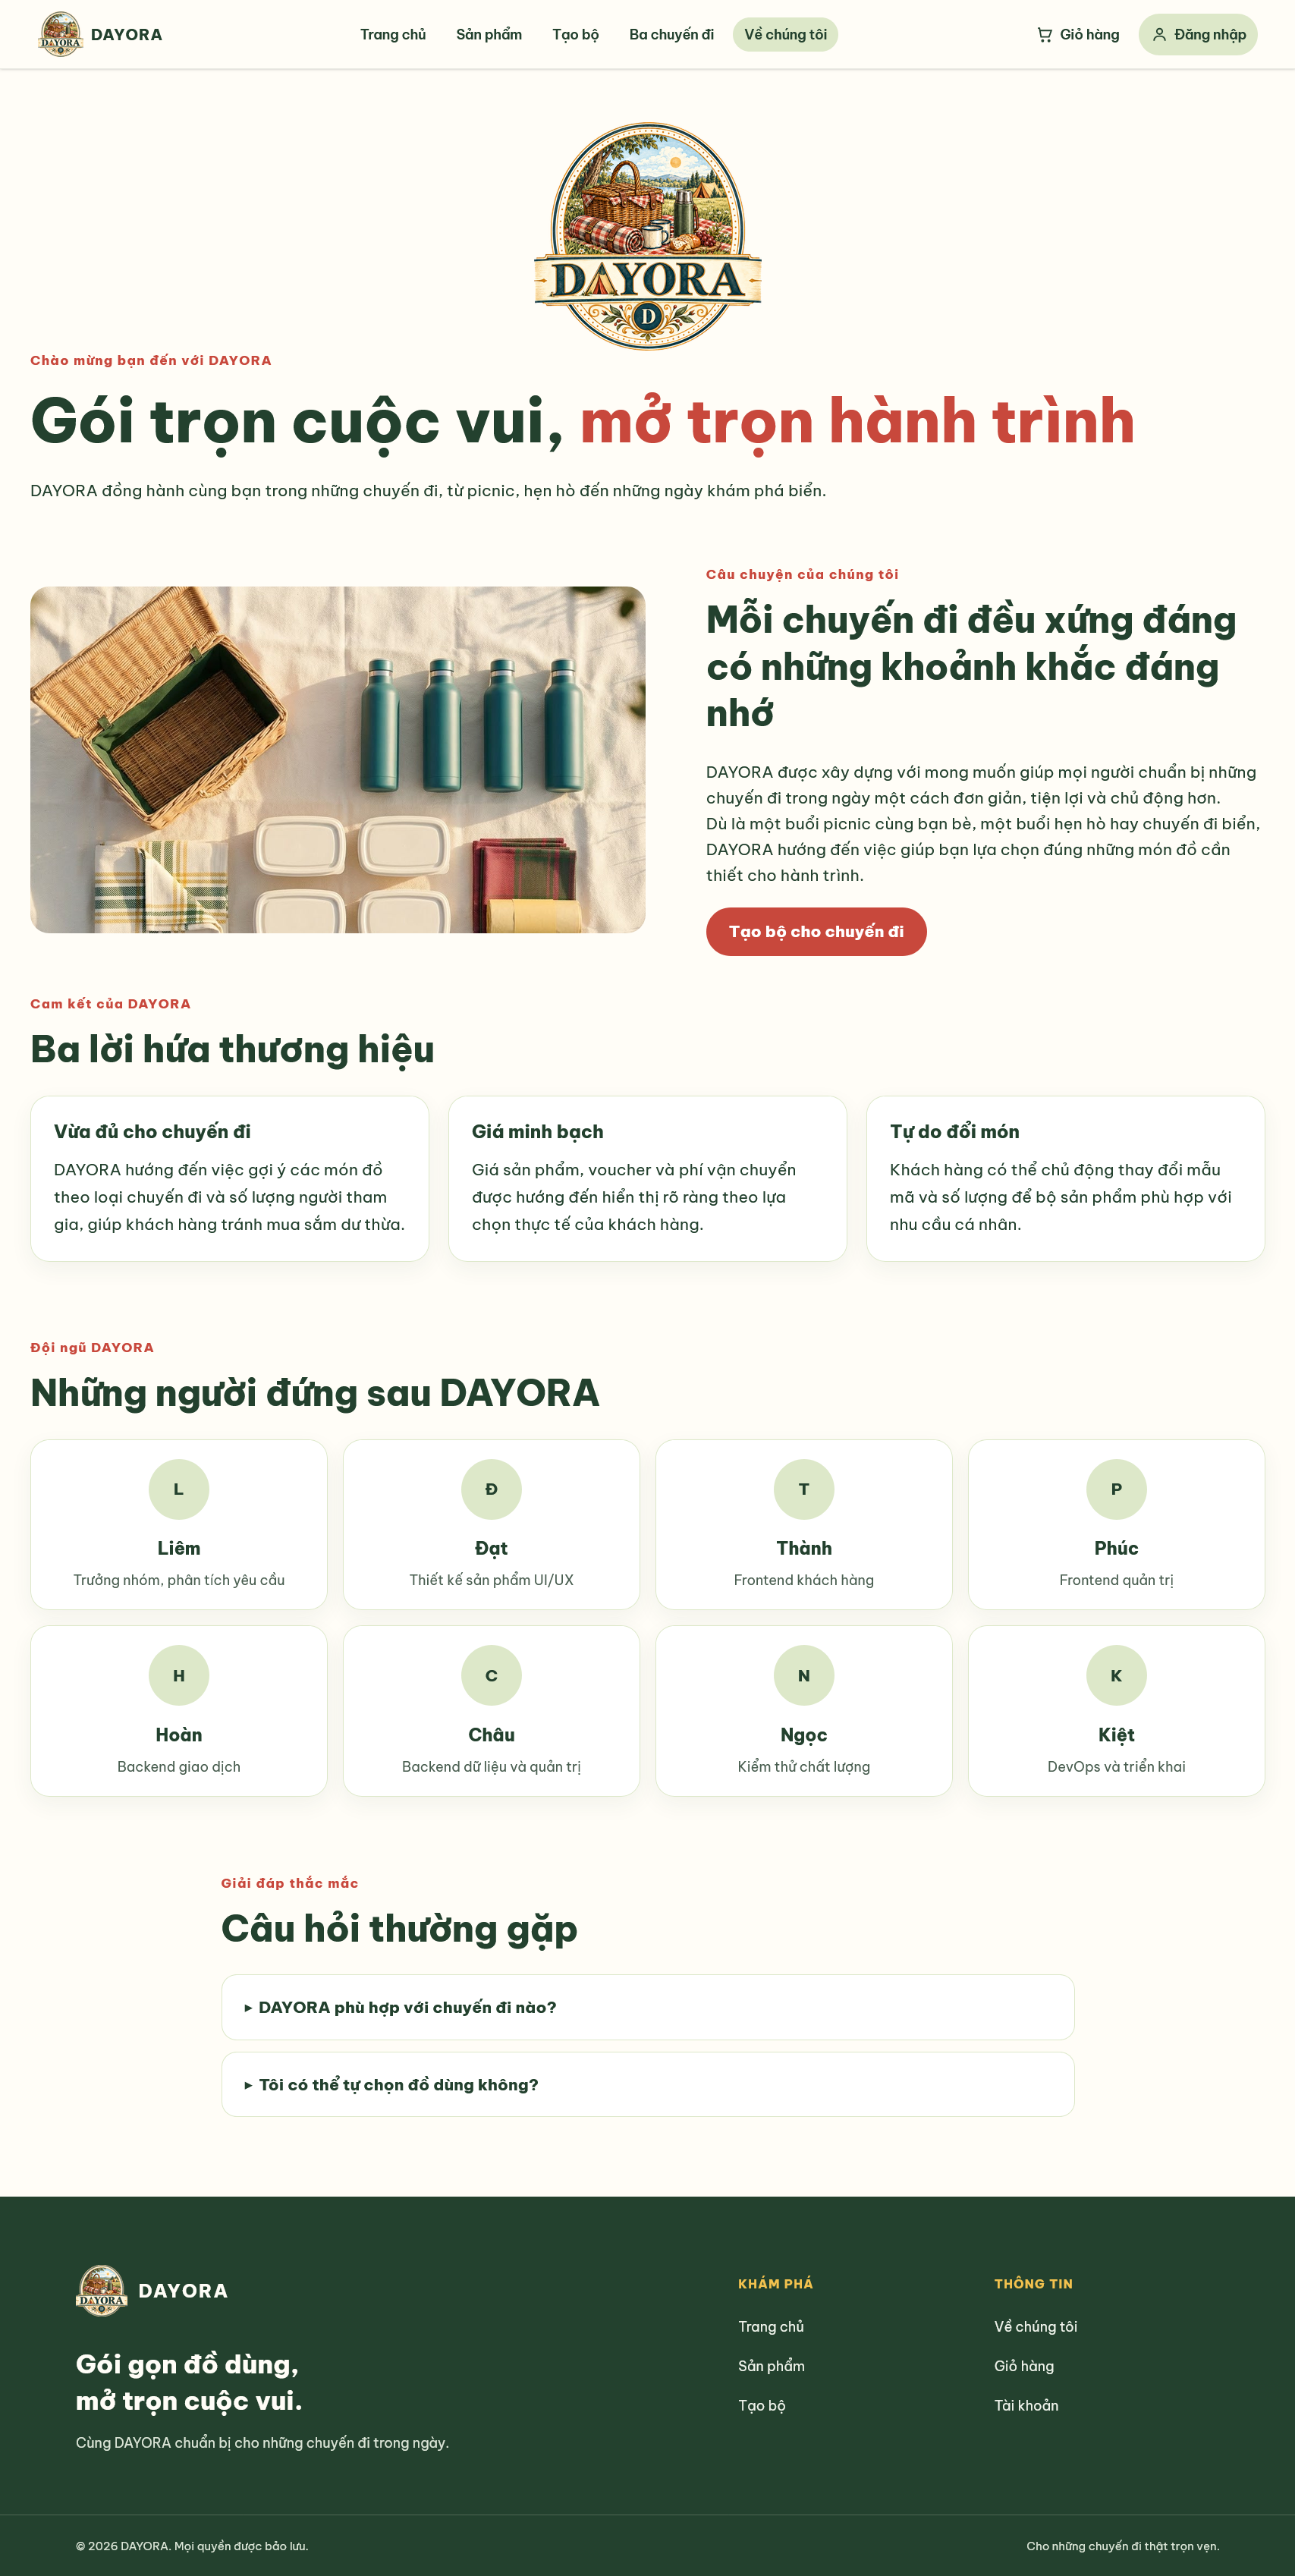 DAYORA
DAYORA
Trang chủ
Sản phẩm
Tạo bộ
Ba chuyến đi
Về chúng tôi
Giỏ hàng
Đăng nhập
DAYORA
D
Chào mừng bạn đến với DAYORA
Gói trọn cuộc vui, mở trọn hành trình
DAYORA đồng hành cùng bạn trong những chuyến đi, từ picnic, hẹn hò đến những ngày khám phá biển.
Câu chuyện của chúng tôi
Mỗi chuyến đi đều xứng đáng
có những khoảnh khắc đáng
nhớ
DAYORA được xây dựng với mong muốn giúp mọi người chuẩn bị những
chuyến đi trong ngày một cách đơn giản, tiện lợi và chủ động hơn.
Dù là một buổi picnic cùng bạn bè, một buổi hẹn hò hay chuyến đi biển,
DAYORA hướng đến việc giúp bạn lựa chọn đúng những món đồ cần
thiết cho hành trình.
Tạo bộ cho chuyến đi
Cam kết của DAYORA
Ba lời hứa thương hiệu
Vừa đủ cho chuyến đi
DAYORA hướng đến việc gợi ý các món đồ
theo loại chuyến đi và số lượng người tham
gia, giúp khách hàng tránh mua sắm dư thừa.
Giá minh bạch
Giá sản phẩm, voucher và phí vận chuyển
được hướng đến hiển thị rõ ràng theo lựa
chọn thực tế của khách hàng.
Tự do đổi món
Khách hàng có thể chủ động thay đổi mẫu
mã và số lượng để bộ sản phẩm phù hợp với
nhu cầu cá nhân.
Đội ngũ DAYORA
Những người đứng sau DAYORA
L
Liêm
Trưởng nhóm, phân tích yêu cầu
Đ
Đạt
Thiết kế sản phẩm UI/UX
T
Thành
Frontend khách hàng
P
Phúc
Frontend quản trị
H
Hoàn
Backend giao dịch
C
Châu
Backend dữ liệu và quản trị
N
Ngọc
Kiểm thử chất lượng
K
Kiệt
DevOps và triển khai
Giải đáp thắc mắc
Câu hỏi thường gặp
DAYORA phù hợp với chuyến đi nào?
Tôi có thể tự chọn đồ dùng không?
DAYORA
DAYORA
Gói gọn đồ dùng,
mở trọn cuộc vui.
Cùng DAYORA chuẩn bị cho những chuyến đi trong ngày.
KHÁM PHÁ
Trang chủ
Sản phẩm
Tạo bộ
THÔNG TIN
Về chúng tôi
Giỏ hàng
Tài khoản
© 2026 DAYORA. Mọi quyền được bảo lưu.
Cho những chuyến đi thật trọn vẹn.